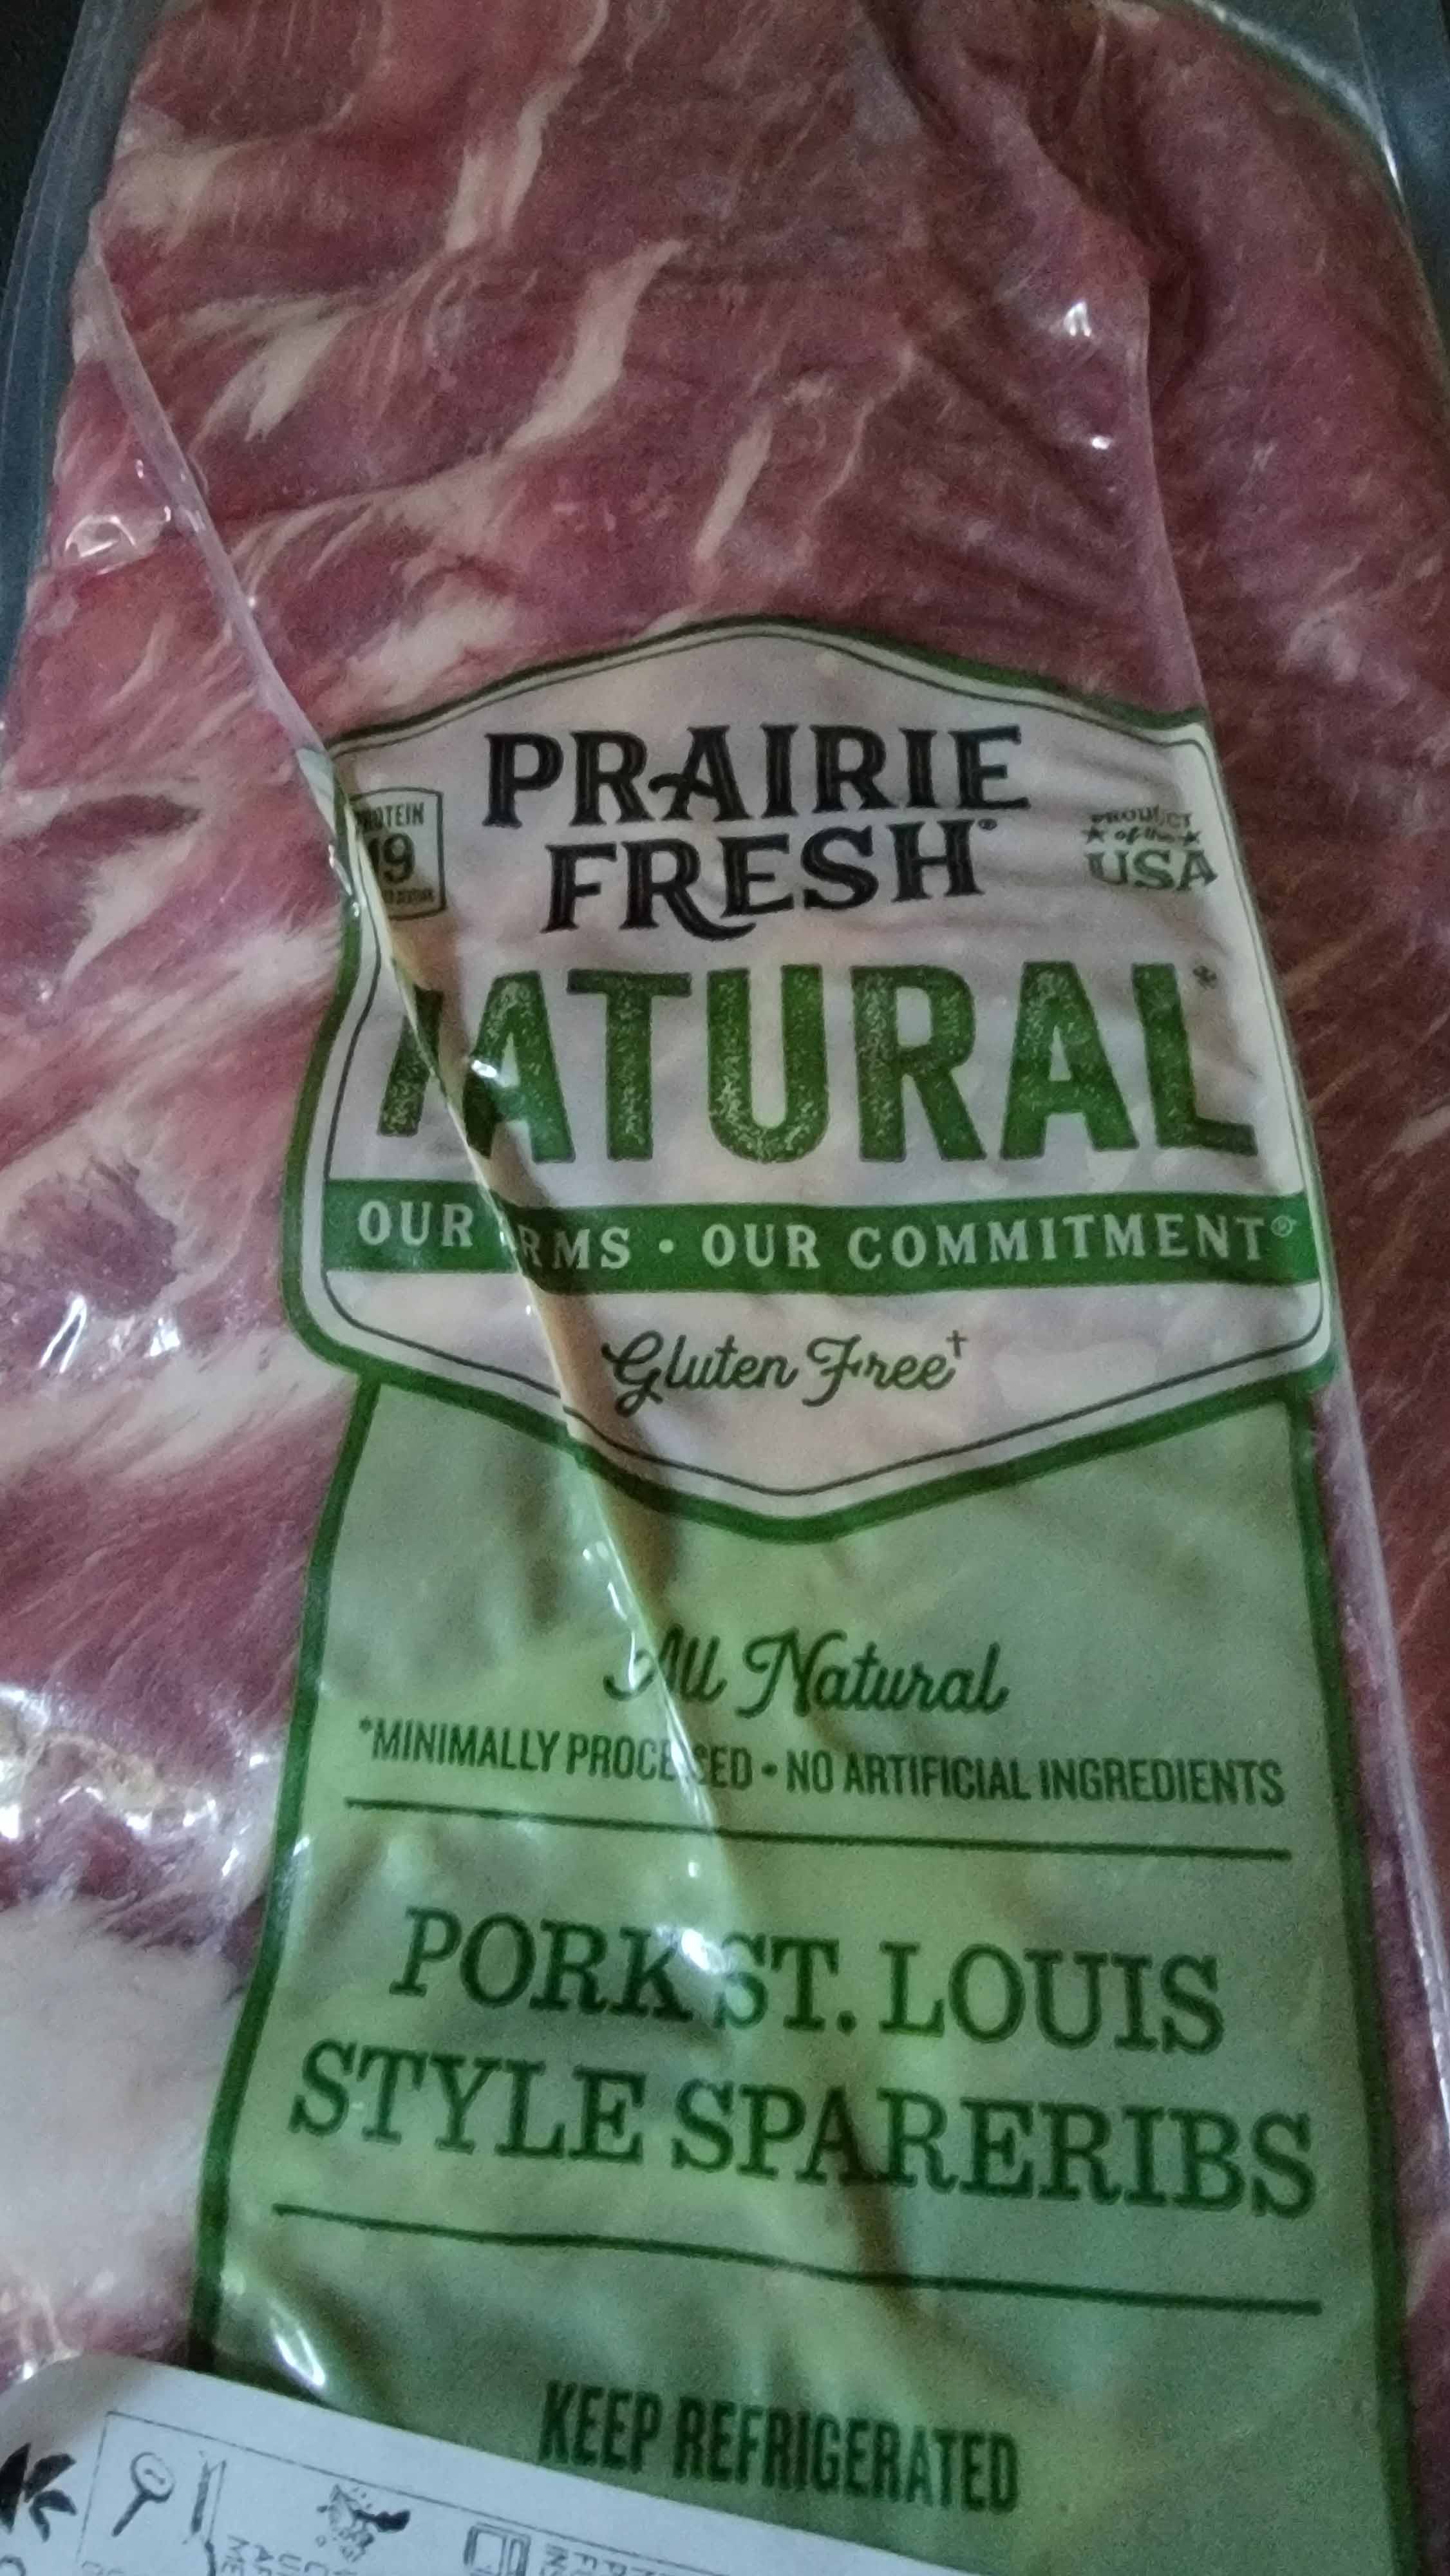 PRAIRIE
FRESH®
PROTEIN
19
PRODUCT
★ of the ★
USA
NATURAL*
OUR FARMS • OUR COMMITMENT®
Gluten Free†
All Natural
*MINIMALLY PROCESSED • NO ARTIFICIAL INGREDIENTS
PORK ST. LOUIS
STYLE SPARERIBS
KEEP REFRIGERATED